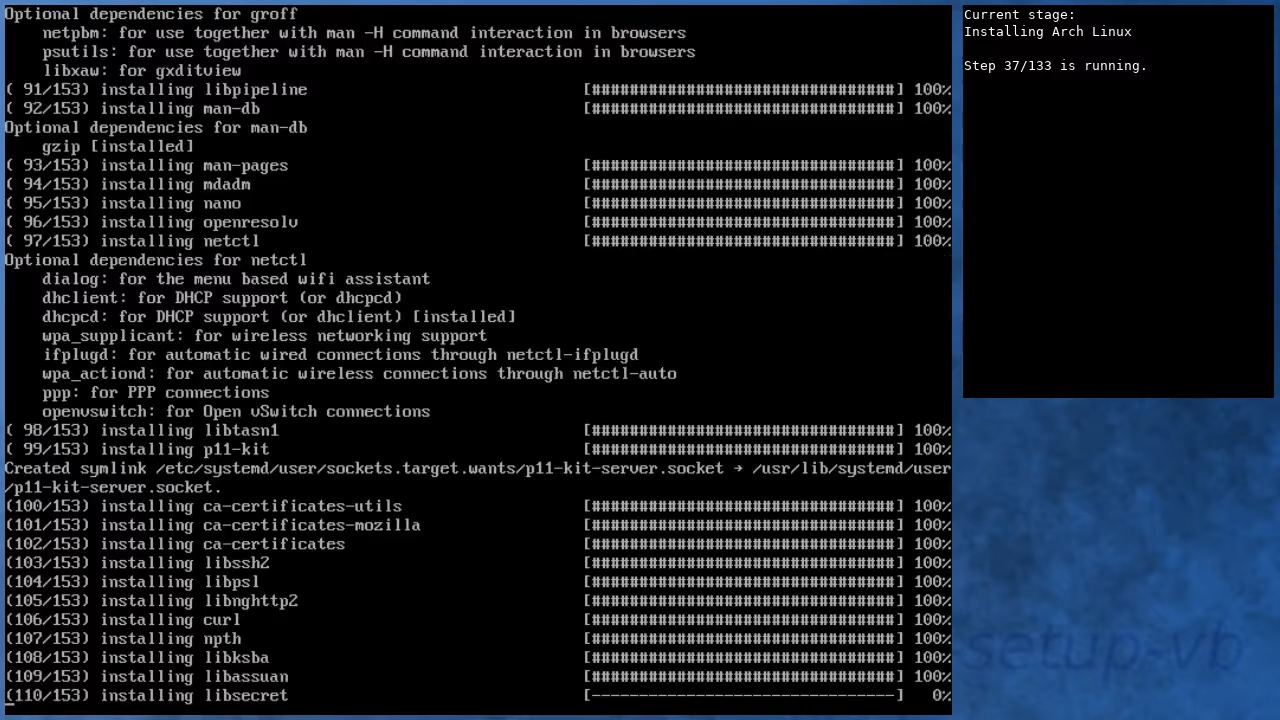 Optional dependencies for groff
    netpbm: for use together with man -H command interaction in browsers
    psutils: for use together with man -H command interaction in browsers
    libxaw: for gxditview
( 91/153) installing libpipeline [################################] 100%
( 92/153) installing man-db [################################] 100%
Optional dependencies for man-db
    gzip [installed]
( 93/153) installing man-pages [################################] 100%
( 94/153) installing mdadm [################################] 100%
( 95/153) installing nano [################################] 100%
( 96/153) installing openresolv [################################] 100%
( 97/153) installing netctl [################################] 100%
Optional dependencies for netctl
    dialog: for the menu based wifi assistant
    dhclient: for DHCP support (or dhcpcd)
    dhcpcd: for DHCP support (or dhclient) [installed]
    wpa_supplicant: for wireless networking support
    ifplugd: for automatic wired connections through netctl-ifplugd
    wpa_actiond: for automatic wireless connections through netctl-auto
    ppp: for PPP connections
    openvswitch: for Open vSwitch connections
( 98/153) installing libtasn1 [################################] 100%
( 99/153) installing p11-kit [################################] 100%
Created symlink /etc/systemd/user/sockets.target.wants/p11-kit-server.socket → /usr/lib/systemd/user
/p11-kit-server.socket.
(100/153) installing ca-certificates-utils [################################] 100%
(101/153) installing ca-certificates-mozilla [################################] 100%
(102/153) installing ca-certificates [################################] 100%
(103/153) installing libssh2 [################################] 100%
(104/153) installing libpsl [################################] 100%
(105/153) installing libnghttp2 [################################] 100%
(106/153) installing curl [################################] 100%
(107/153) installing npth [################################] 100%
(108/153) installing libksba [################################] 100%
(109/153) installing libassuan [################################] 100%
(110/153) installing libsecret [--------------------------------] 0%
Current stage:
Installing Arch Linux
Step 37/133 is running.
setup-vb